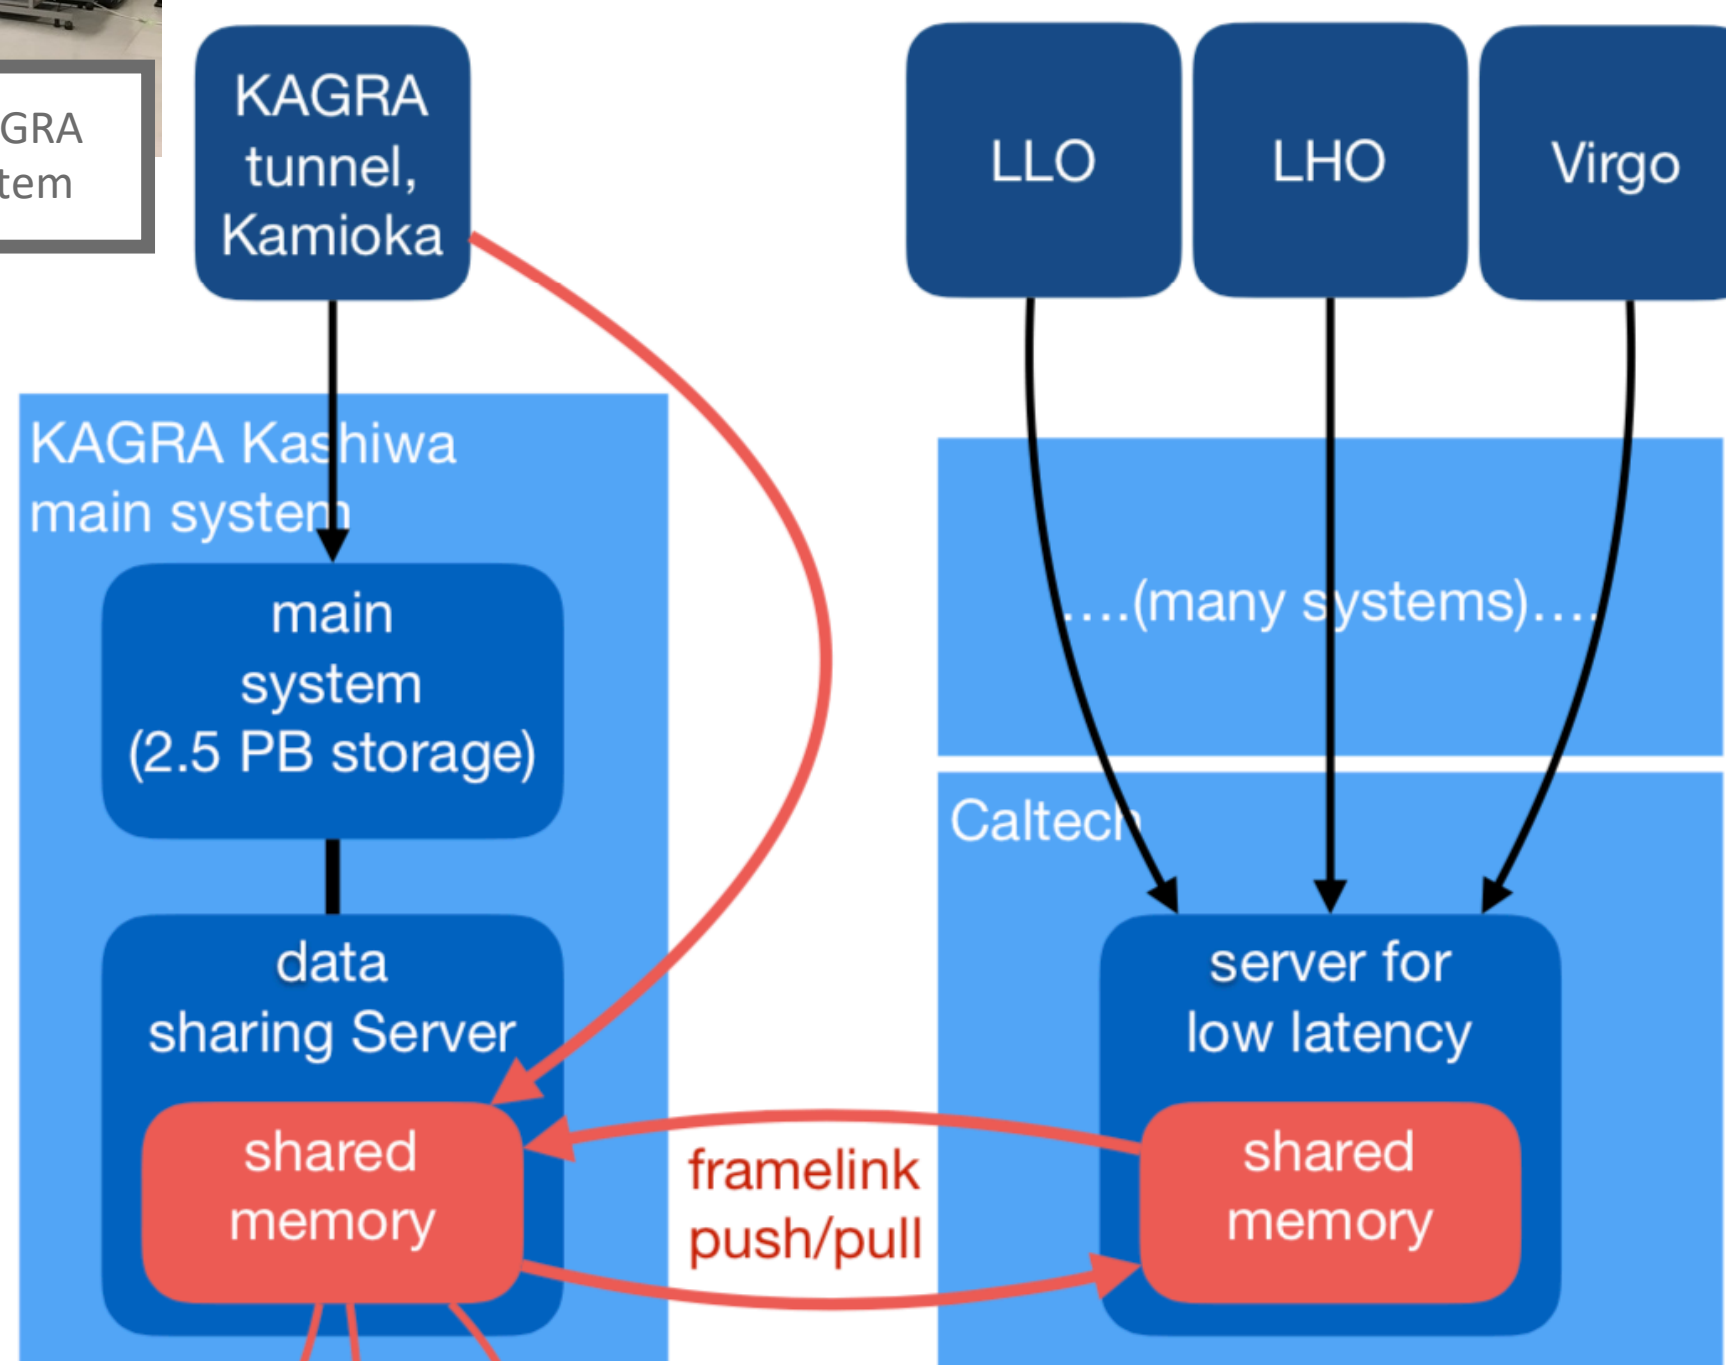 GRA
tem
KAGRA
tunnel,
Kamioka
LLO
LHO
Virgo
KAGRA Kashiwa
main system
main
system
(2.5 PB storage)
data
sharing Server
shared
memory
framelink
push/pull
....(many systems)....
Caltech
server for
low latency
shared
memory